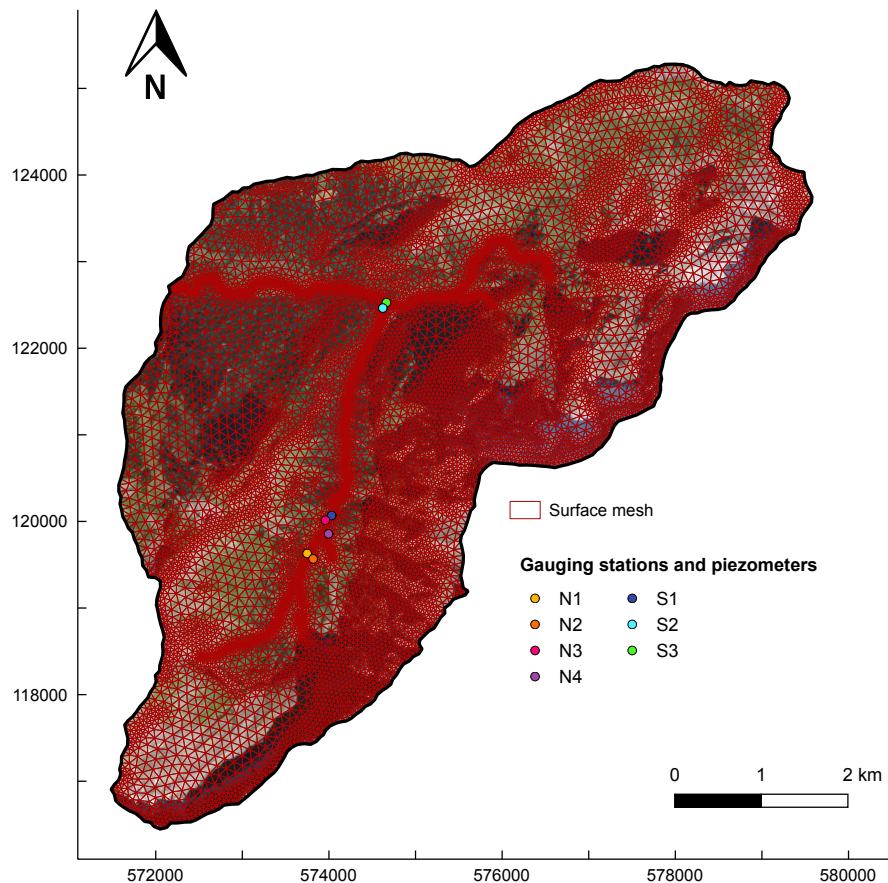 N
124000
122000
120000
118000
Surface mesh
Gauging stations and piezometers
N1 S1
N2 S2
N3 S3
N4
0 1 2 km
572000 574000 576000 578000 580000